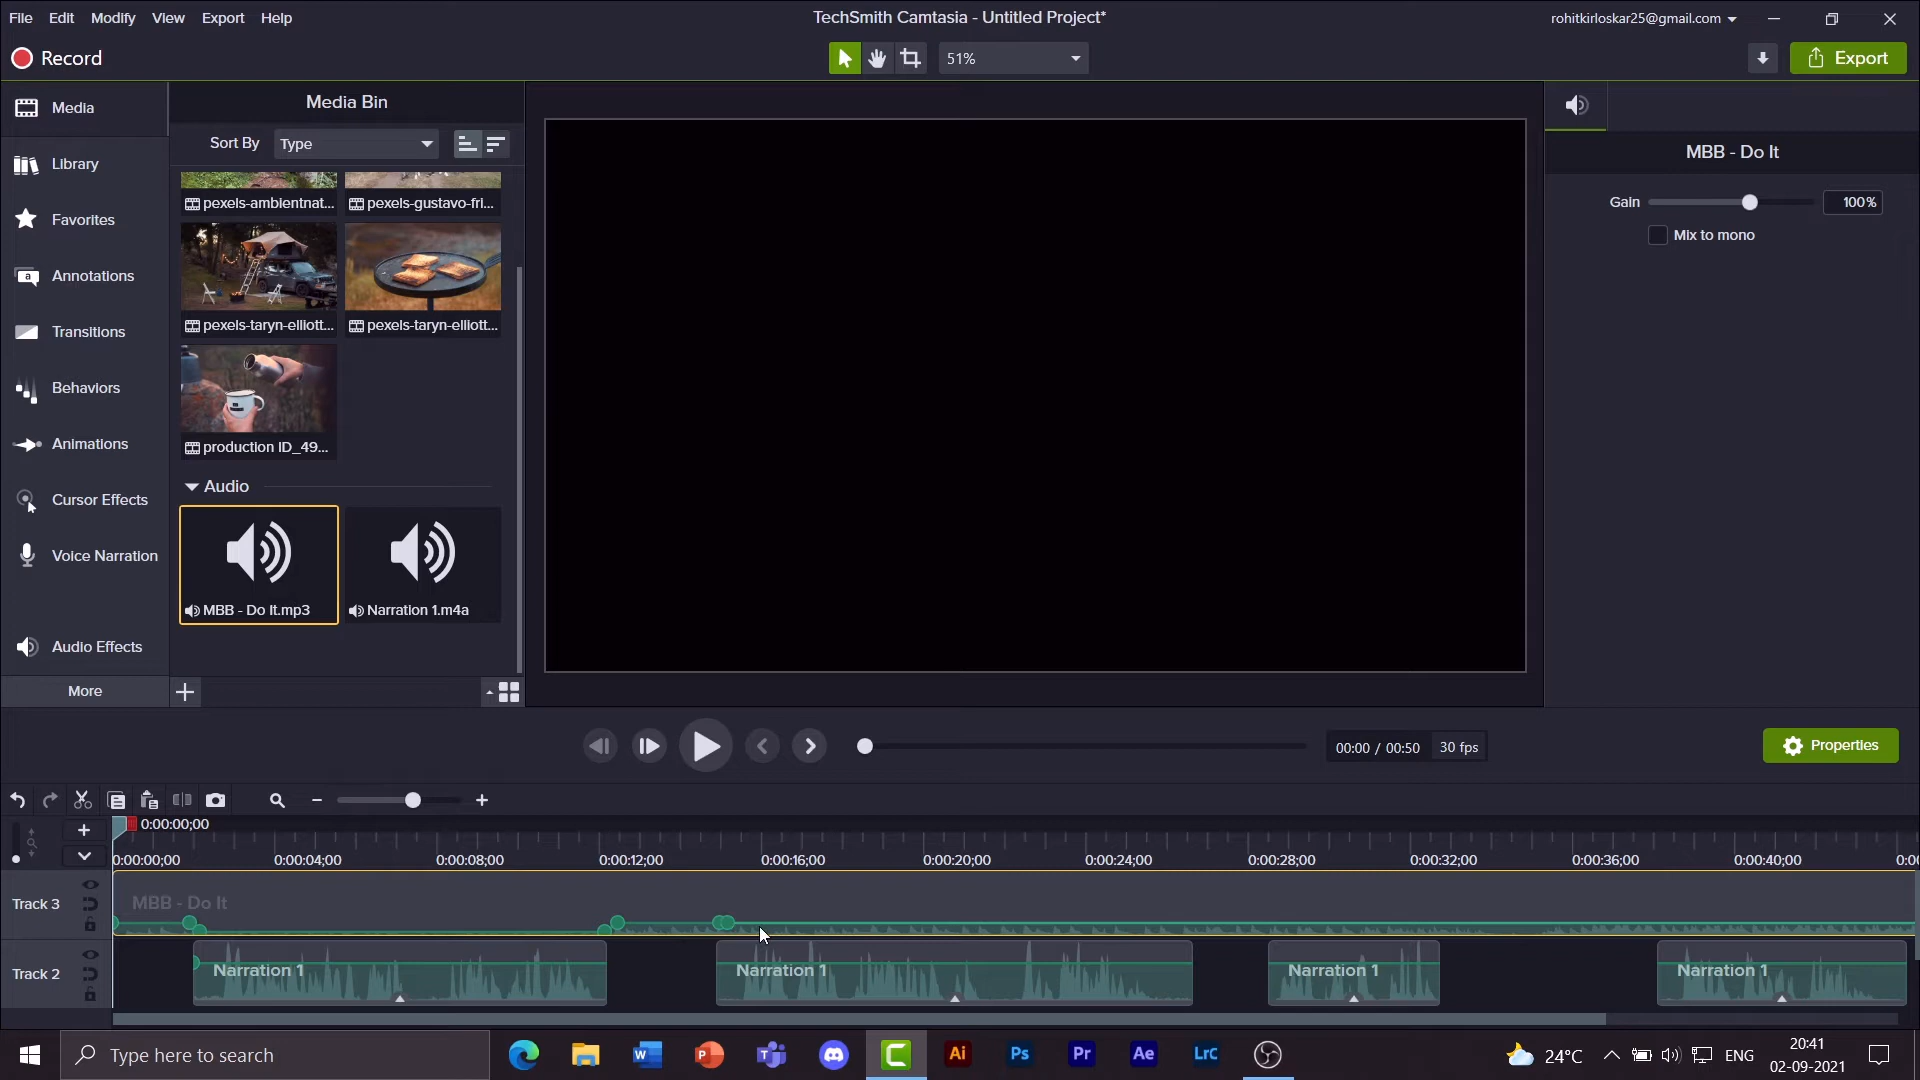 File Edit Modify View Export Help
TechSmith Camtasia - Untitled Project*
rohitkirloskar25@gmail.com
Record
51%
Export
Media
Library
Favorites
Annotations
Transitions
Behaviors
Animations
Cursor Effects
Voice Narration
Audio Effects
More
Media Bin
Sort By Type
pexels-ambientnat... pexels-gustavo-fri...
pexels-taryn-elliott... pexels-taryn-elliott...
production ID_49...
Audio
MBB - Do It.mp3 Narration 1.m4a
MBB - Do It
Gain 100%
Mix to mono
00:00 / 00:50 30 fps
Properties
0:00:00;00
0:00:00;00 0:00:04;00 0:00:08;00 0:00:12;00 0:00:16;00 0:00:20;00 0:00:24;00 0:00:28;00 0:00:32;00 0:00:36;00 0:00:40;00 0:00
Track 3 MBB - Do It
Track 2 Narration 1 Narration 1 Narration 1 Narration 1
Type here to search
24°C ENG
20:41
02-09-2021
a
W P T Ai Ps Pr Ae LrC